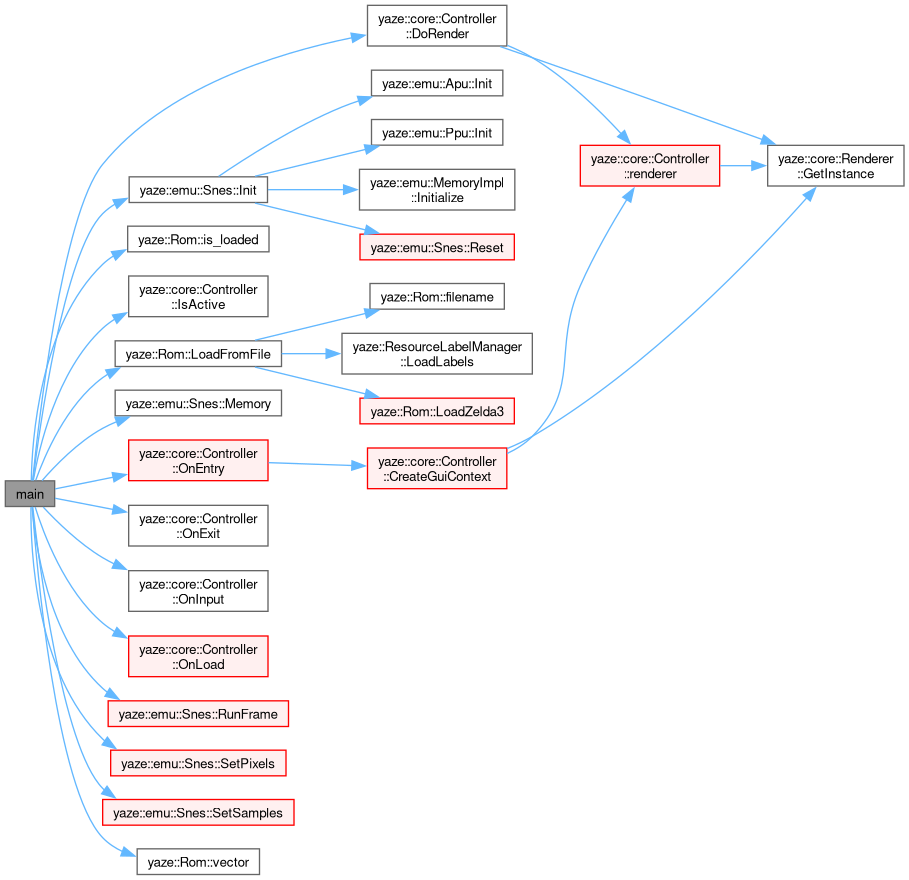 main
yaze::core::Controller
::DoRender
yaze::emu::Snes::Init
yaze::emu::Apu::Init
yaze::emu::Ppu::Init
yaze::emu::MemoryImpl
::Initialize
yaze::emu::Snes::Reset
yaze::core::Controller
::renderer
yaze::core::Renderer
::GetInstance
yaze::Rom::is_loaded
yaze::core::Controller
::IsActive
yaze::Rom::LoadFromFile
yaze::Rom::filename
yaze::ResourceLabelManager
::LoadLabels
yaze::Rom::LoadZelda3
yaze::emu::Snes::Memory
yaze::core::Controller
::OnEntry
yaze::core::Controller
::CreateGuiContext
yaze::core::Controller
::OnExit
yaze::core::Controller
::OnInput
yaze::core::Controller
::OnLoad
yaze::emu::Snes::RunFrame
yaze::emu::Snes::SetPixels
yaze::emu::Snes::SetSamples
yaze::Rom::vector